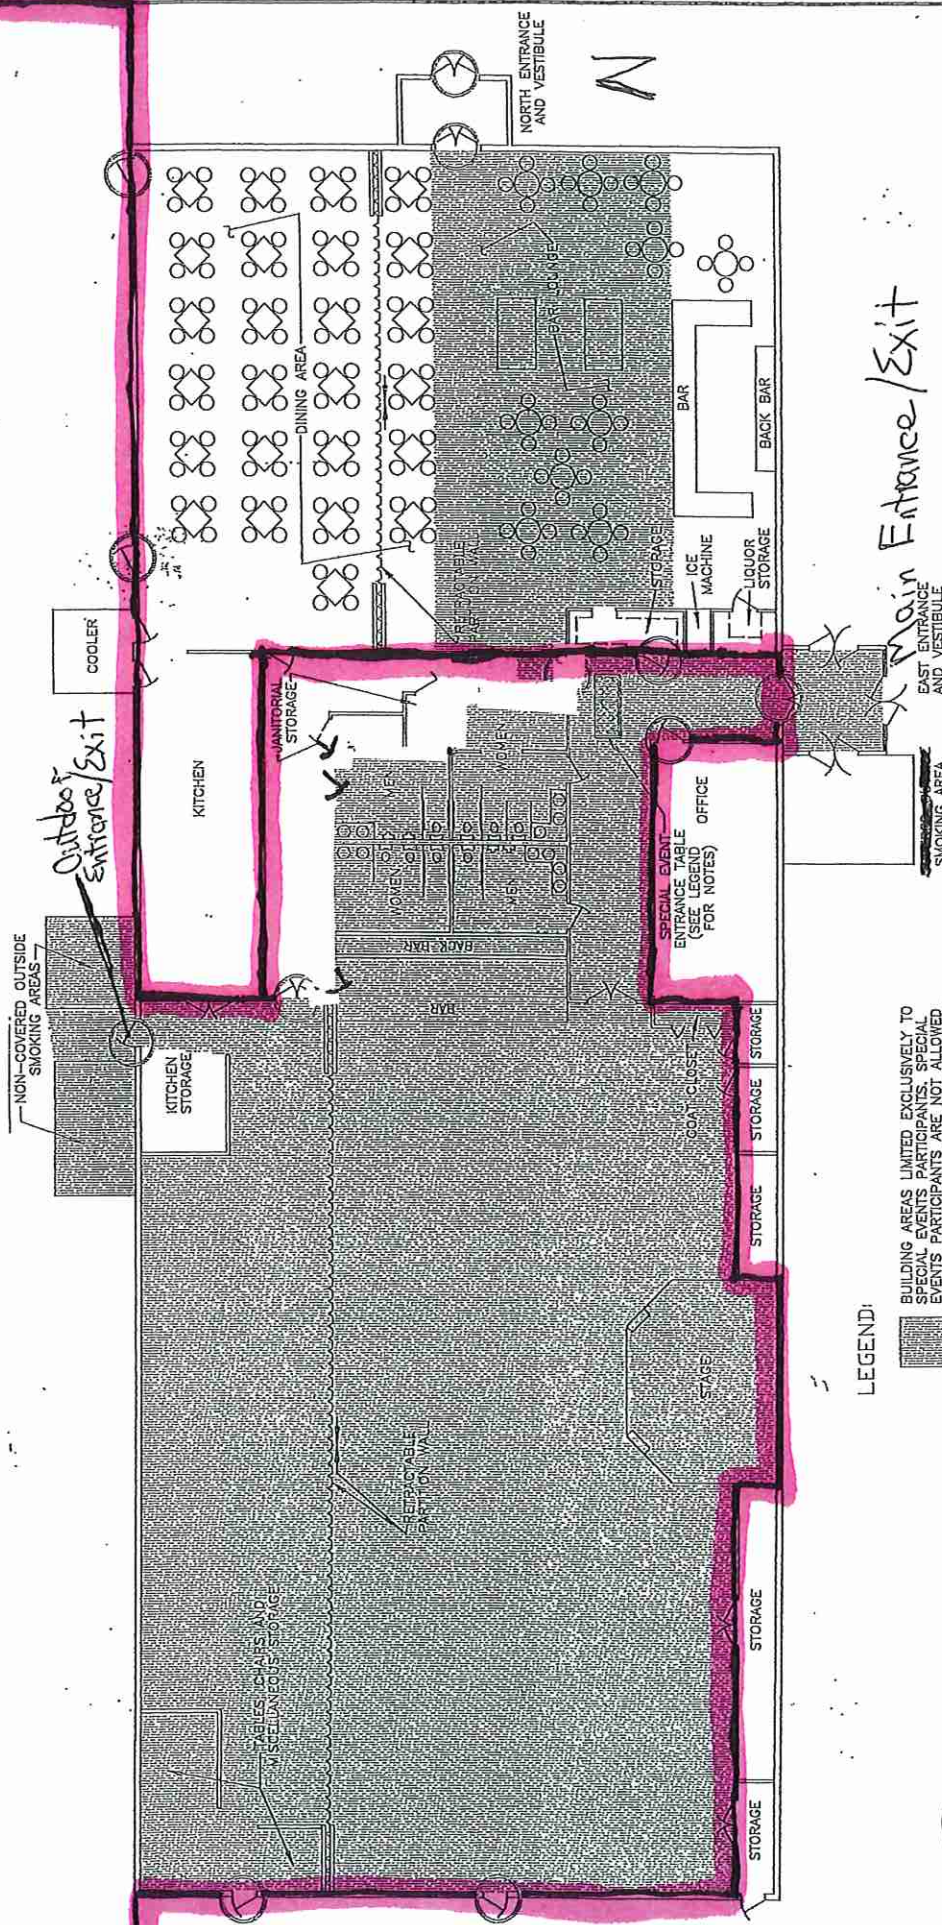 NORTH ENTRANCE
AND VESTIBULE
N
DINING AREA
BAR/LOUNGE
RETRACTABLE
PARTITION WALL
BAR
BACK BAR
STORAGE
ICE
MACHINE
LIQUOR
STORAGE
Main Entrance/Exit
EAST ENTRANCE
AND VESTIBULE
SMOKING AREA
COOLER
KITCHEN
JANITORIAL
STORAGE
Outdoor
Entrance/Exit
NON-COVERED OUTSIDE
SMOKING AREAS
KITCHEN
STORAGE
MEN
WOMEN
WOMEN
MEN
BACK BAR
BAR
SPECIAL EVENT
ENTRANCE TABLE
(SEE LEGEND
FOR NOTES)
OFFICE
COAT CLOSET
STORAGE
STORAGE
STORAGE
STAGE
RETRACTABLE
PARTITION WALL
TABLES, CHAIRS AND
MISCELLANEOUS STORAGE
STORAGE
STORAGE
LEGEND:
BUILDING AREAS LIMITED EXCLUSIVELY TO
SPECIAL EVENTS PARTICIPANTS. SPECIAL
EVENTS PARTICIPANTS ARE NOT ALLOWED